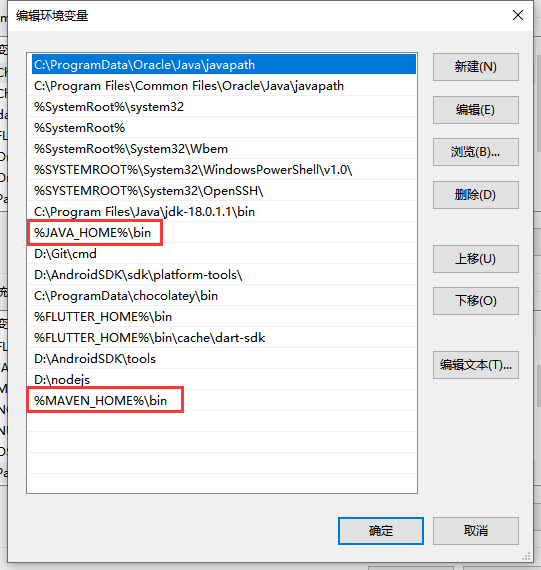 编辑环境变量
C:\ProgramData\Oracle\Java\javapath
C:\Program Files\Common Files\Oracle\Java\javapath
%SystemRoot%\system32
%SystemRoot%
%SystemRoot%\System32\Wbem
%SYSTEMROOT%\System32\WindowsPowerShell\v1.0\
%SYSTEMROOT%\System32\OpenSSH\
C:\Program Files\Java\jdk-18.0.1.1\bin
%JAVA_HOME%\bin
D:\Git\cmd
D:\AndroidSDK\sdk\platform-tools\
C:\ProgramData\chocolatey\bin
%FLUTTER_HOME%\bin
%FLUTTER_HOME%\bin\cache\dart-sdk
D:\AndroidSDK\tools
D:\nodejs
%MAVEN_HOME%\bin
新建(N)
编辑(E)
浏览(B)...
删除(D)
上移(U)
下移(O)
编辑文本(T)...
确定
取消